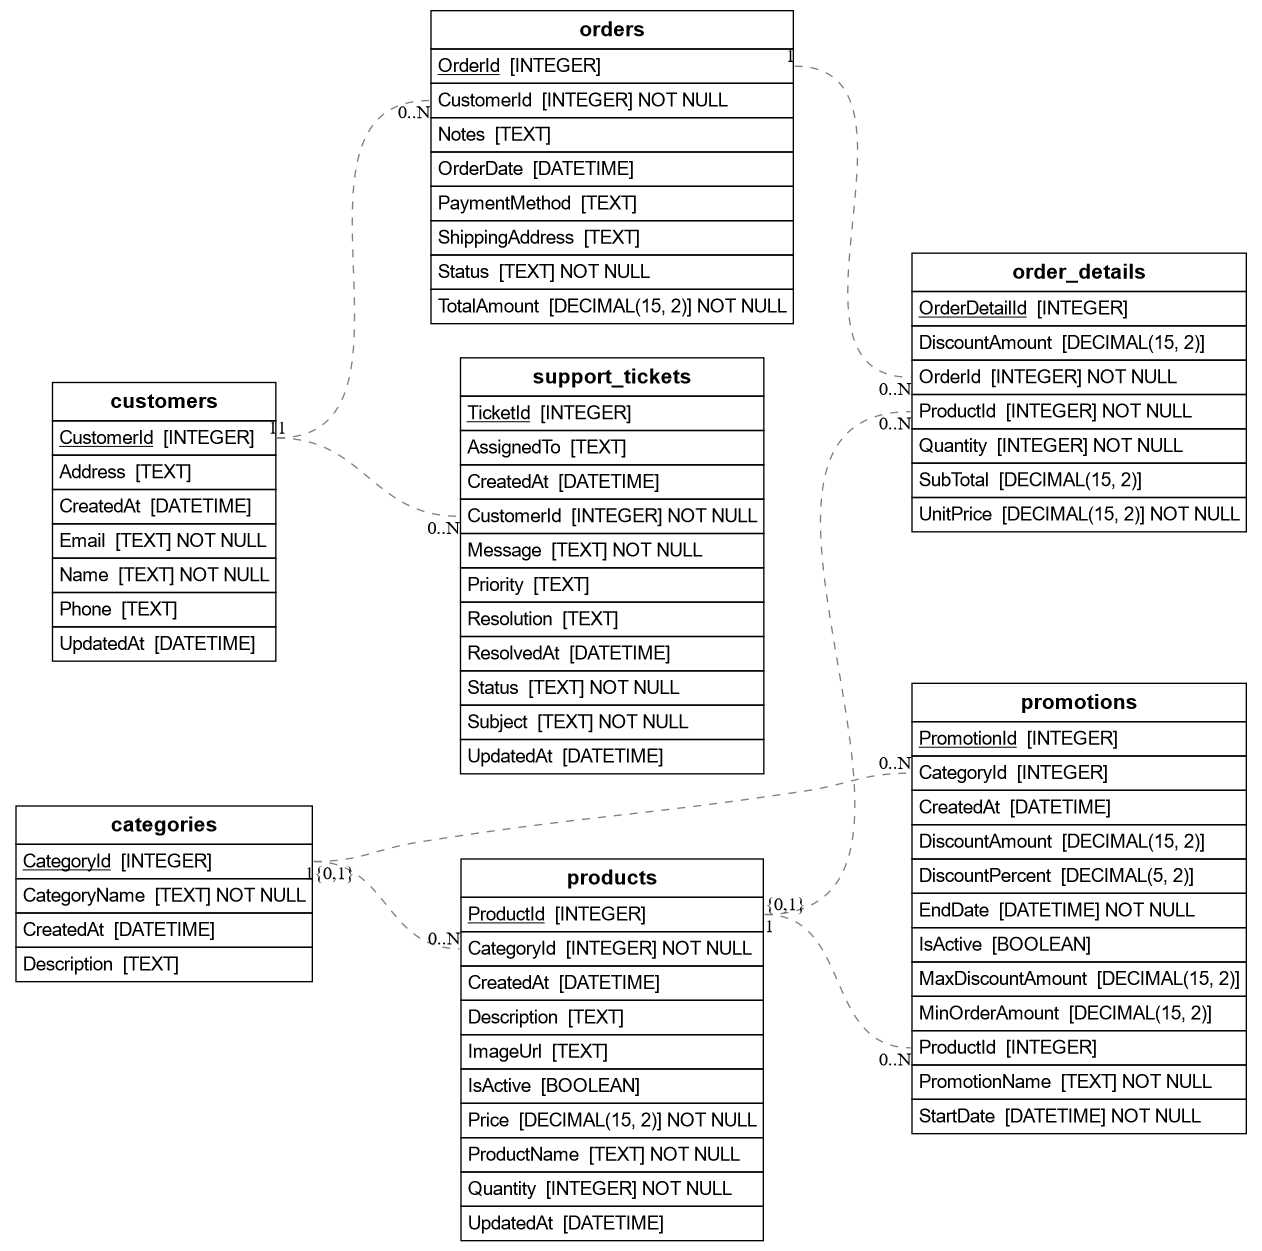 orders
OrderId [INTEGER]
CustomerId [INTEGER] NOT NULL
Notes [TEXT]
OrderDate [DATETIME]
PaymentMethod [TEXT]
ShippingAddress [TEXT]
Status [TEXT] NOT NULL
TotalAmount [DECIMAL(15, 2)] NOT NULL
1
0..N
order_details
OrderDetailId [INTEGER]
DiscountAmount [DECIMAL(15, 2)]
OrderId [INTEGER] NOT NULL
ProductId [INTEGER] NOT NULL
Quantity [INTEGER] NOT NULL
SubTotal [DECIMAL(15, 2)]
UnitPrice [DECIMAL(15, 2)] NOT NULL
0..N
0..N
customers
CustomerId [INTEGER]
Address [TEXT]
CreatedAt [DATETIME]
Email [TEXT] NOT NULL
Name [TEXT] NOT NULL
Phone [TEXT]
UpdatedAt [DATETIME]
11
support_tickets
TicketId [INTEGER]
AssignedTo [TEXT]
CreatedAt [DATETIME]
CustomerId [INTEGER] NOT NULL
Message [TEXT] NOT NULL
Priority [TEXT]
Resolution [TEXT]
ResolvedAt [DATETIME]
Status [TEXT] NOT NULL
Subject [TEXT] NOT NULL
UpdatedAt [DATETIME]
0..N
promotions
PromotionId [INTEGER]
CategoryId [INTEGER]
CreatedAt [DATETIME]
DiscountAmount [DECIMAL(15, 2)]
DiscountPercent [DECIMAL(5, 2)]
EndDate [DATETIME] NOT NULL
IsActive [BOOLEAN]
MaxDiscountAmount [DECIMAL(15, 2)]
MinOrderAmount [DECIMAL(15, 2)]
ProductId [INTEGER]
PromotionName [TEXT] NOT NULL
StartDate [DATETIME] NOT NULL
0..N
0..N
categories
CategoryId [INTEGER]
CategoryName [TEXT] NOT NULL
CreatedAt [DATETIME]
Description [TEXT]
1{0,1}
products
ProductId [INTEGER]
CategoryId [INTEGER] NOT NULL
CreatedAt [DATETIME]
Description [TEXT]
ImageUrl [TEXT]
IsActive [BOOLEAN]
Price [DECIMAL(15, 2)] NOT NULL
ProductName [TEXT] NOT NULL
Quantity [INTEGER] NOT NULL
UpdatedAt [DATETIME]
0..N
{0,1}
1